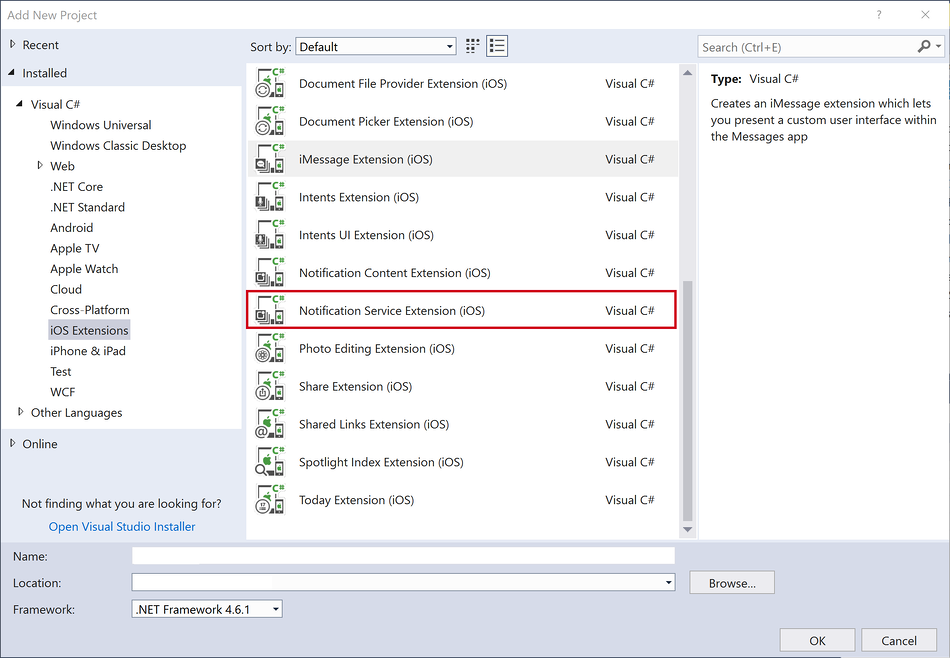 Add New Project
?
Recent
Installed
Visual C#
Windows Universal
Windows Classic Desktop
Web
.NET Core
.NET Standard
Android
Apple TV
Apple Watch
Cloud
Cross-Platform
iOS Extensions
iPhone & iPad
Test
WCF
Other Languages
Online
Not finding what you are looking for?
Open Visual Studio Installer
Sort by: Default
Document File Provider Extension (iOS) Visual C#
Document Picker Extension (iOS) Visual C#
iMessage Extension (iOS) Visual C#
Intents Extension (iOS) Visual C#
Intents UI Extension (iOS) Visual C#
Notification Content Extension (iOS) Visual C#
Notification Service Extension (iOS) Visual C#
Photo Editing Extension (iOS) Visual C#
Share Extension (iOS) Visual C#
Shared Links Extension (iOS) Visual C#
Spotlight Index Extension (iOS) Visual C#
Today Extension (iOS) Visual C#
Search (Ctrl+E)
Type: Visual C#
Creates an iMessage extension which lets
you present a custom user interface within
the Messages app
Name:
Location:
Browse...
Framework: .NET Framework 4.6.1
OK
Cancel